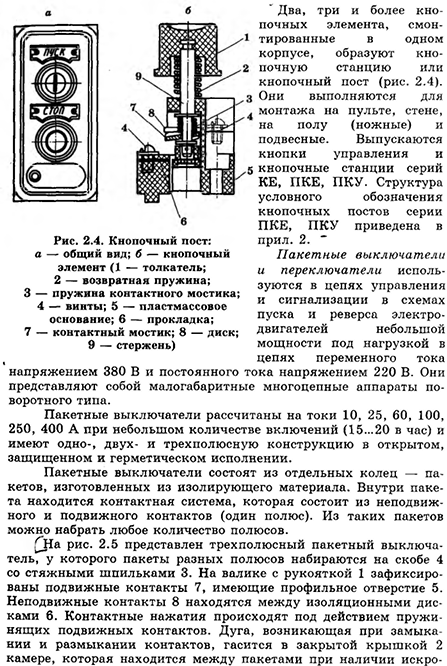 а
б
ПУСК
СТОП
1
2
9
7
8
3
4
4
5
6
Рис. 2.4. Кнопочный пост:
а — общий вид; б — кнопочный
элемент (1 — толкатель;
2 — возвратная пружина;
3 — пружина контактного мостика;
4 — винты; 5 — пластмассовое
основание; 6 — прокладка;
7 — контактный мостик; 8 — диск;
9 — стержень)
Два, три и более кно-
почных элемента, смон-
тированные в одном
корпусе, образуют кно-
почную станцию или
кнопочный пост (рис. 2.4).
Они выполняются для
монтажа на пульте, стене,
на полу (ножные) и
подвесные. Выпускаются
кнопки управления и
кнопочные станции серий
КЕ, ПКЕ, ПКУ. Структура
условного обозначения
кнопочных постов серии
ПКЕ, ПКУ приведена в
прил. 2.
Пакетные выключатели
и переключатели исполь-
зуются в цепях управления
и сигнализации в схемах
пуска и реверса электро-
двигателей небольшой
мощности под нагрузкой в
цепях переменного тока
напряжением 380 В и постоянного тока напряжением 220 В. Они
представляют собой малогабаритные многоцепные аппараты по-
воротного типа.
Пакетные выключатели рассчитаны на токи 10, 25, 60, 100,
250, 400 А при небольшом количестве включений (15...20 в час) и
имеют одно-, двух- и трехполюсную конструкцию в открытом,
защищенном и герметическом исполнении.
Пакетные выключатели состоят из отдельных колец — па-
кетов, изготовленных из изолирующего материала. Внутри паке-
та находится контактная система, которая состоит из неподвиж-
ного и подвижного контактов (один полюс). Из таких пакетов
можно набрать любое количество полюсов.
На рис. 2.5 представлен трехполюсный пакетный выключа-
тель, у которого пакеты разных полюсов набираются на скобе 4
со стяжными шпильками 3. На валике с рукояткой 1 зафиксиро-
ваны подвижные контакты 7, имеющие профильное отверстие 5.
Неподвижные контакты 8 находятся между изоляционными дис-
ками 6. Контактные нажатия происходят под действием пружи-
нящих подвижных контактов. Дуга, возникающая при замыка-
нии и размыкании контактов, гасится в закрытой крышкой 2
камере, которая находится между пакетами при наличии искро-